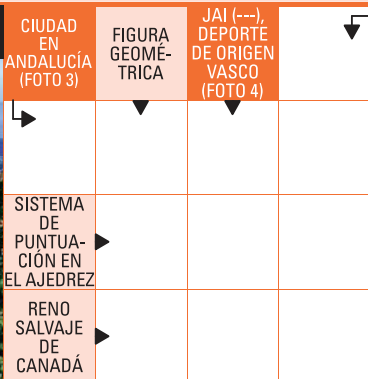 CIUDAD
EN
ANDALUCÍA
(FOTO 3)
FIGURA
GEOMÉ-
TRICA
JAI (---),
DEPORTE
DE ORIGEN
VASCO
(FOTO 4)
SISTEMA
DE
PUNTUA-
CIÓN EN
EL AJEDREZ
RENO
SALVAJE
DE
CANADÁ